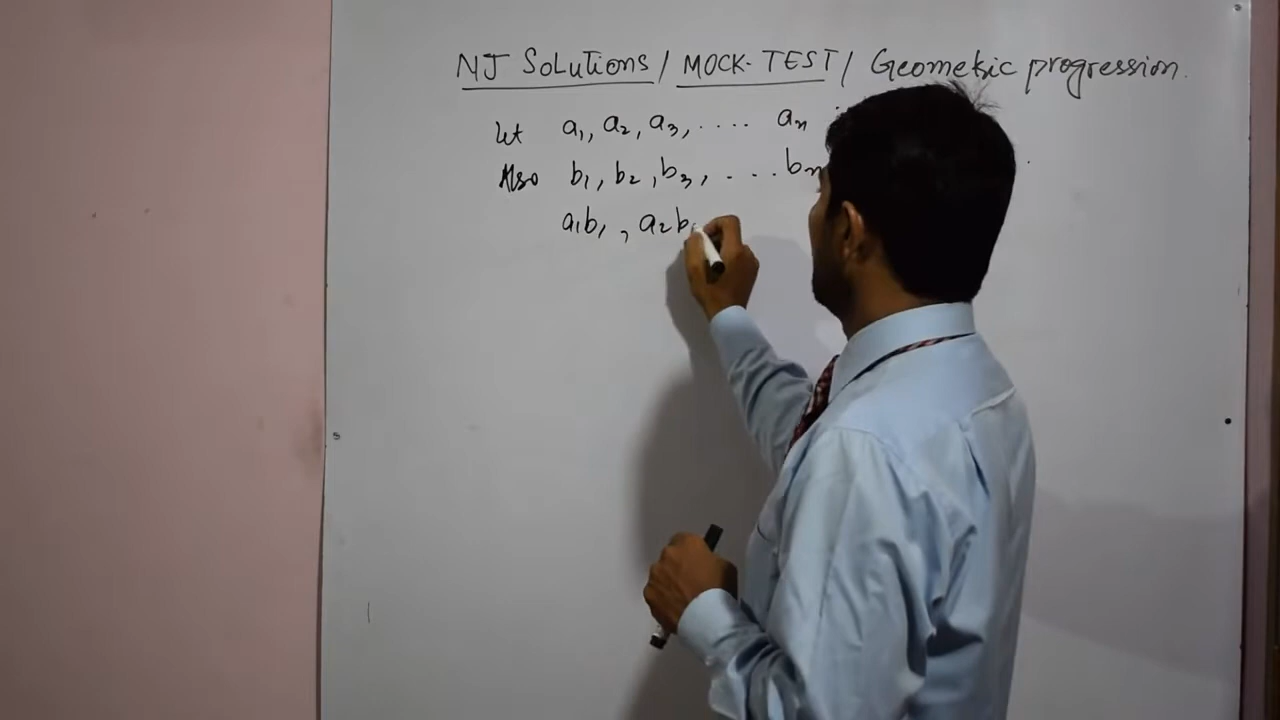 NJ Solutions / MOCK-TEST / Geometric progression.
Let a₁, a₂, a₃, .... aₙ
Also b₁, b₂, b₃, .... bₙ
a₁b₁, a₂b